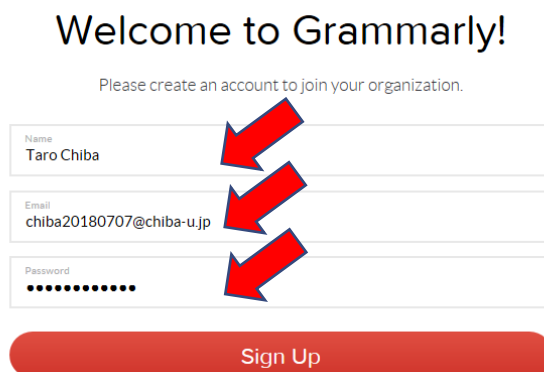 Welcome to Grammarly!
Please create an account to join your organization.
Name
Taro Chiba
Email
chiba20180707@chiba-u.jp
Password
••••••••••••
Sign Up